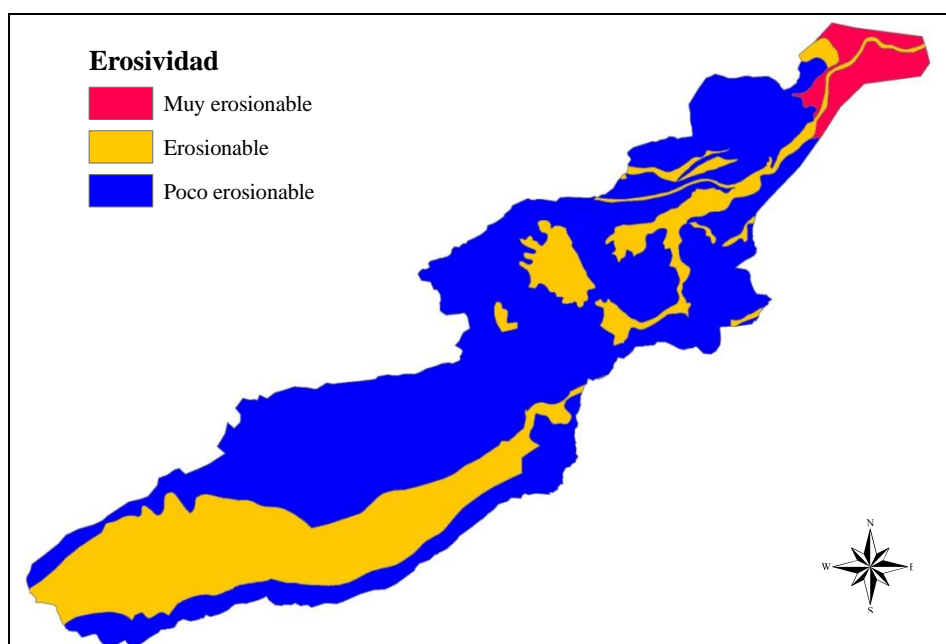 Erosividad
Muy erosionable
Erosionable
Poco erosionable
N
W
E
S